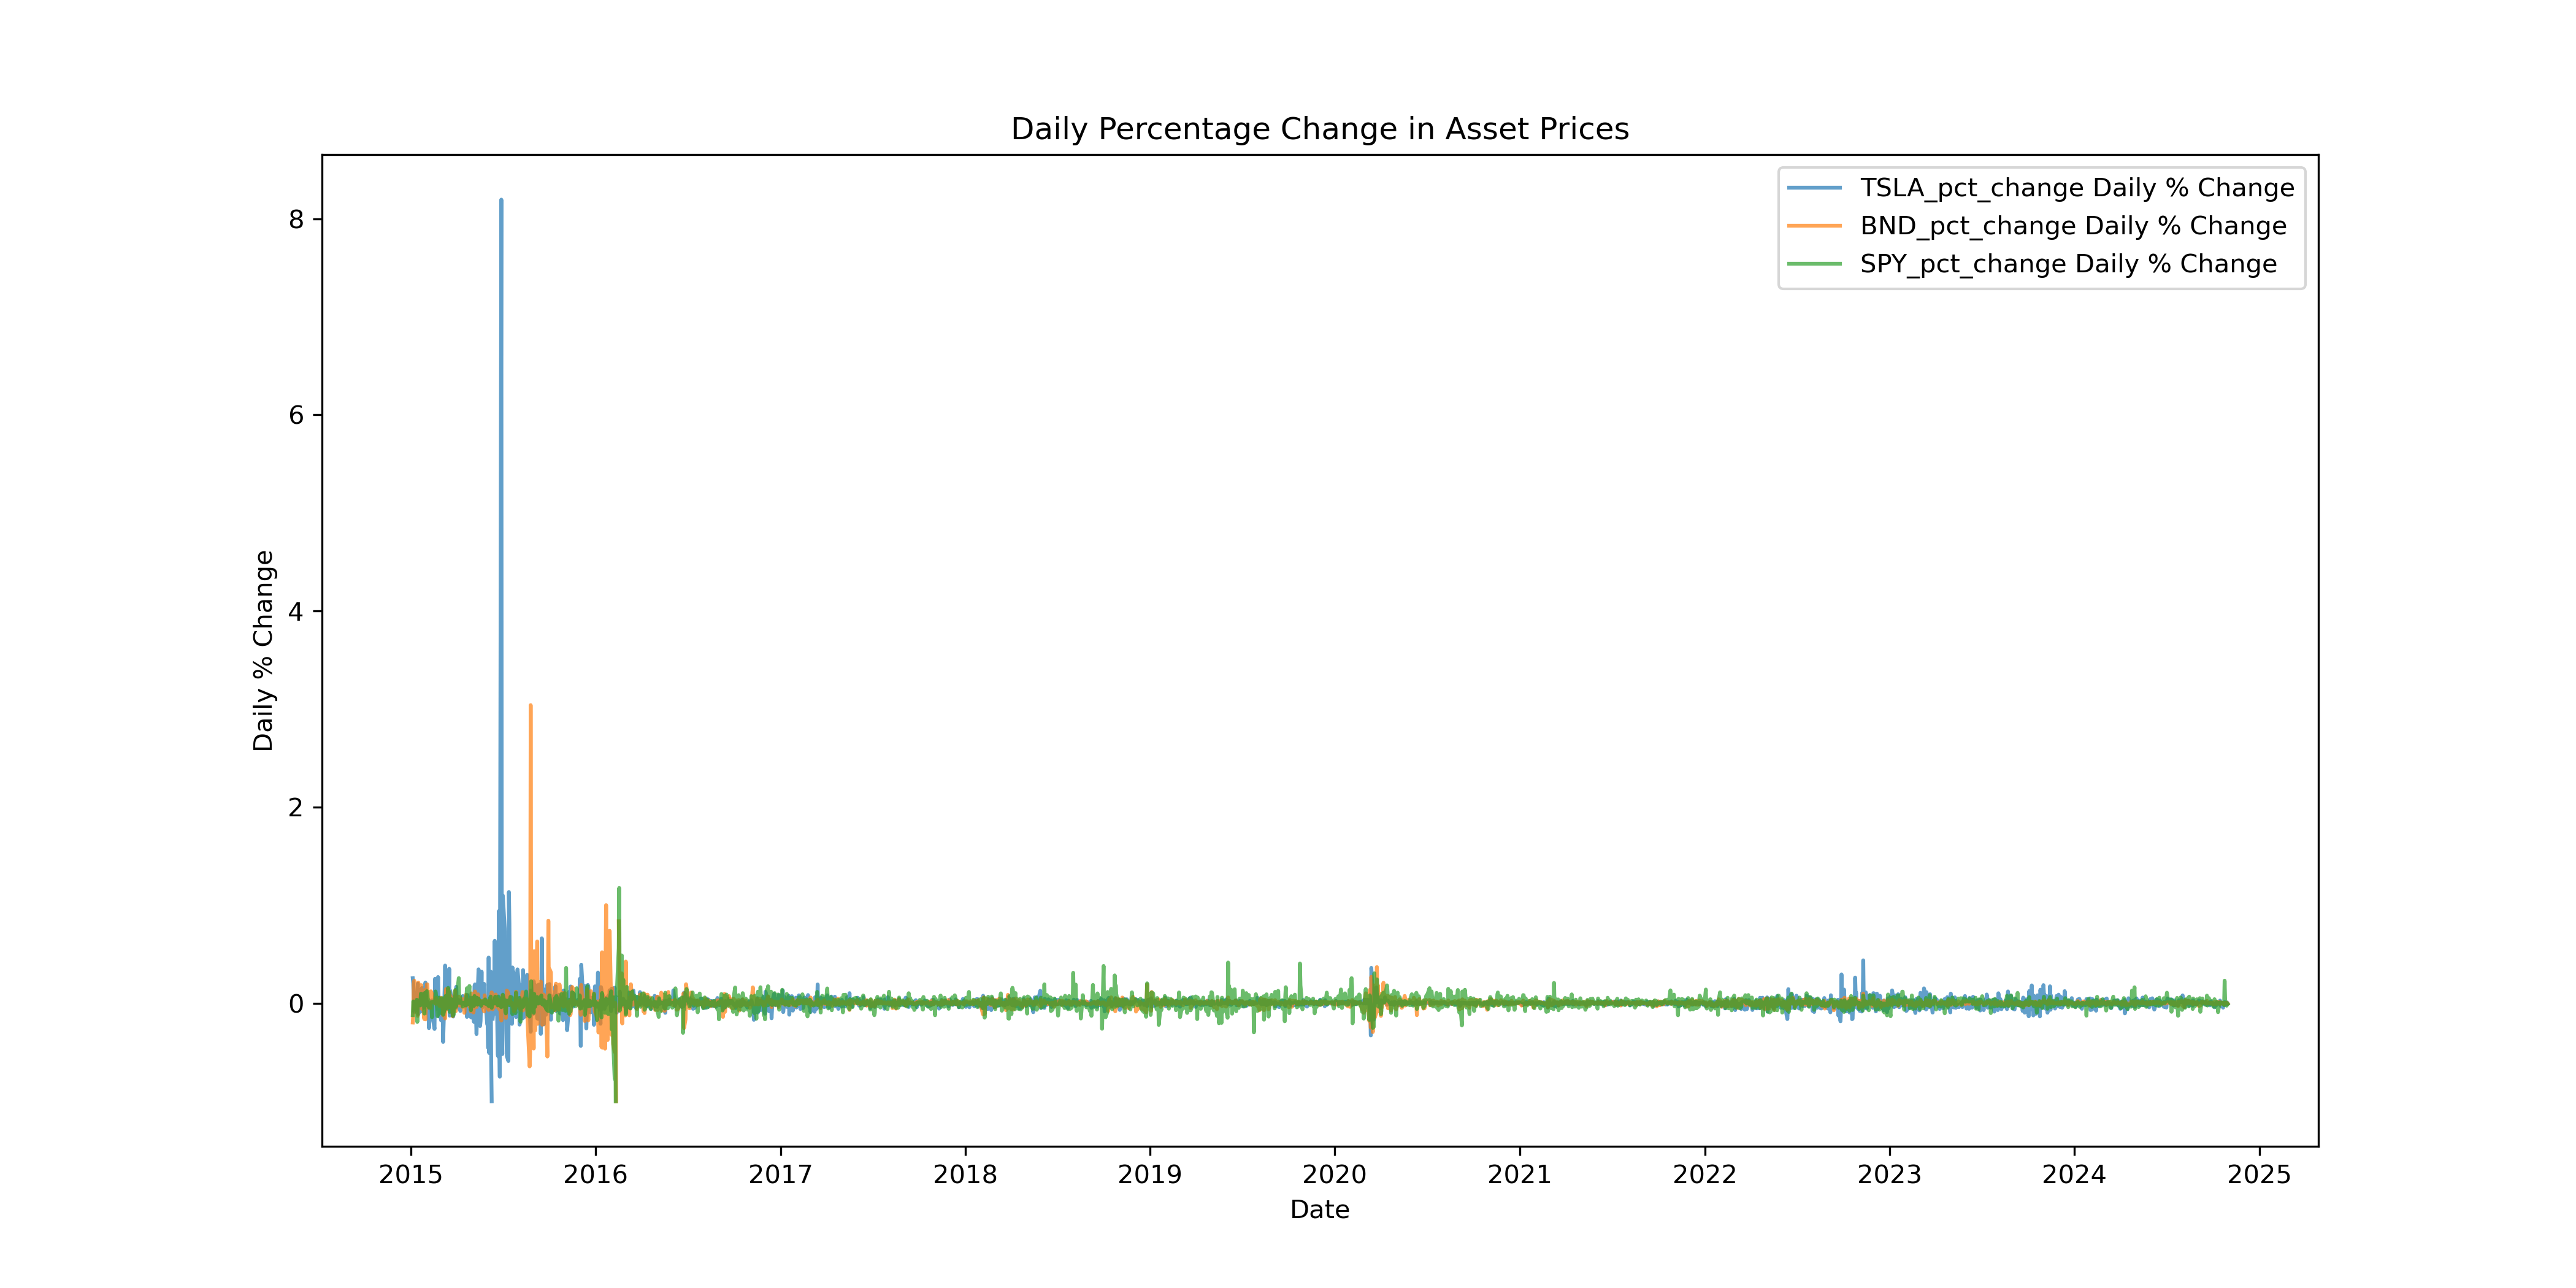 Daily Percentage Change in Asset Prices
TSLA_pct_change Daily % Change
BND_pct_change Daily % Change
SPY_pct_change Daily % Change
Daily % Change
8
6
4
2
0
2015 2016 2017 2018 2019 2020 2021 2022 2023 2024 2025
Date